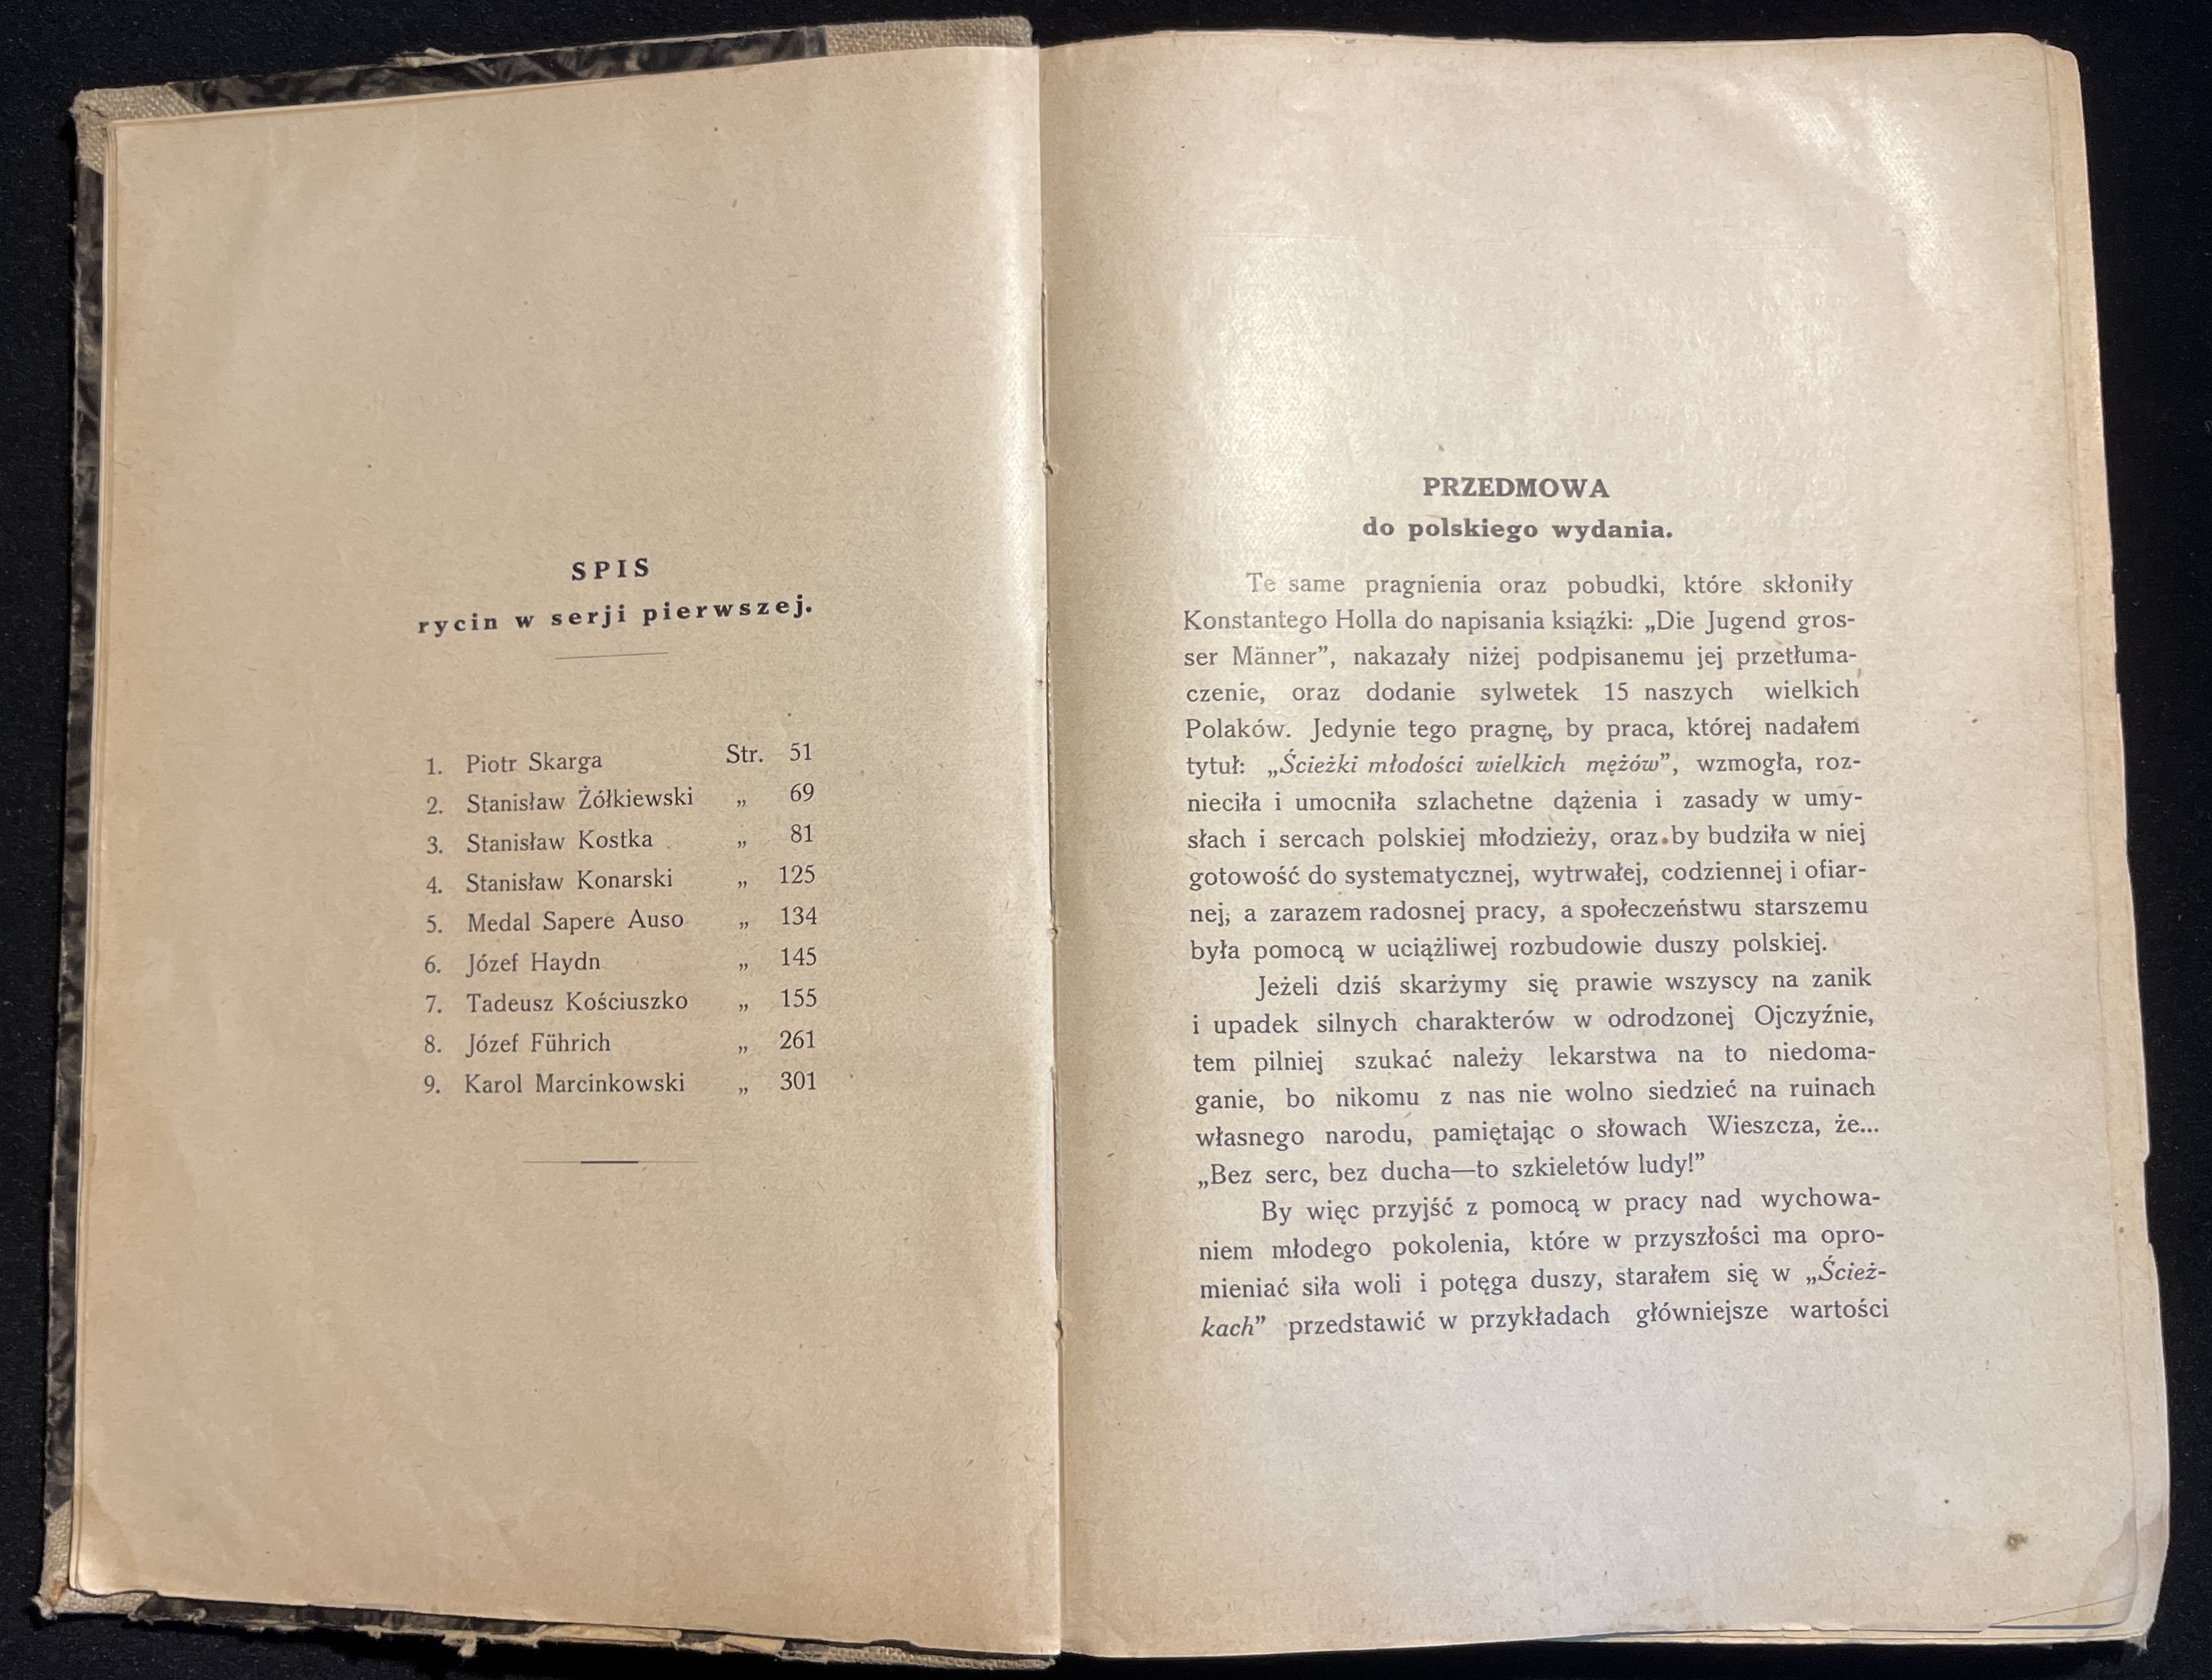 SPIS
rycin w serji pierwszej.
1. Piotr Skarga Str. 51
2. Stanisław Żółkiewski „ 69
3. Stanisław Kostka „ 81
4. Stanisław Konarski „ 125
5. Medal Sapere Auso „ 134
6. Józef Haydn „ 145
7. Tadeusz Kościuszko „ 155
8. Józef Führich „ 261
9. Karol Marcinkowski „ 301
PRZEDMOWA
do polskiego wydania.
Te same pragnienia oraz pobudki, które skłoniły
Konstantego Holla do napisania książki: „Die Jugend gros-
ser Männer”, nakazały niżej podpisanemu jej przetłuma-
czenie, oraz dodanie sylwetek 15 naszych wielkich
Polaków. Jedynie tego pragnę, by praca, której nadałem
tytuł: „Ścieżki młodości wielkich mężów”, wzmogła, roz-
nieciła i umocniła szlachetne dążenia i zasady w umy-
słach i sercach polskiej młodzieży, oraz by budziła w niej
gotowość do systematycznej, wytrwałej, codziennej i ofiar-
nej, a zarazem radosnej pracy, a społeczeństwu starszemu
była pomocą w uciążliwej rozbudowie duszy polskiej.
Jeżeli dziś skarżymy się prawie wszyscy na zanik
i upadek silnych charakterów w odrodzonej Ojczyźnie,
tem pilniej szukać należy lekarstwa na to niedoma-
ganie, bo nikomu z nas nie wolno siedzieć na ruinach
własnego narodu, pamiętając o słowach Wieszcza, że...
„Bez serc, bez ducha—to szkieletów ludy!”
By więc przyjść z pomocą w pracy nad wychowa-
niem młodego pokolenia, które w przyszłości ma opro-
mieniać siła woli i potęga duszy, starałem się w „Ścież-
kach” przedstawić w przykładach główniejsze wartości